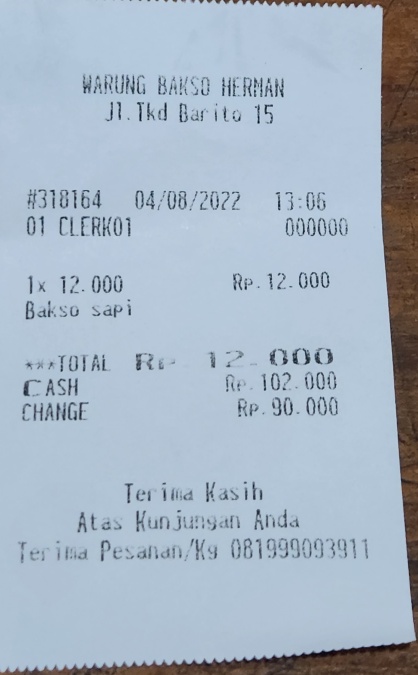 WARUNG BAKSO HERMAN
Jl.Tkd Barito 15
#318164 04/08/2022 13:06
01 CLERK01 000000
1x 12.000 Rp.12.000
Bakso sapi
***TOTAL Rp 12.000
CASH Rp.102.000
CHANGE Rp.90.000
Terima Kasih
Atas Kunjungan Anda
Terima Pesanan/Kg 081999093911